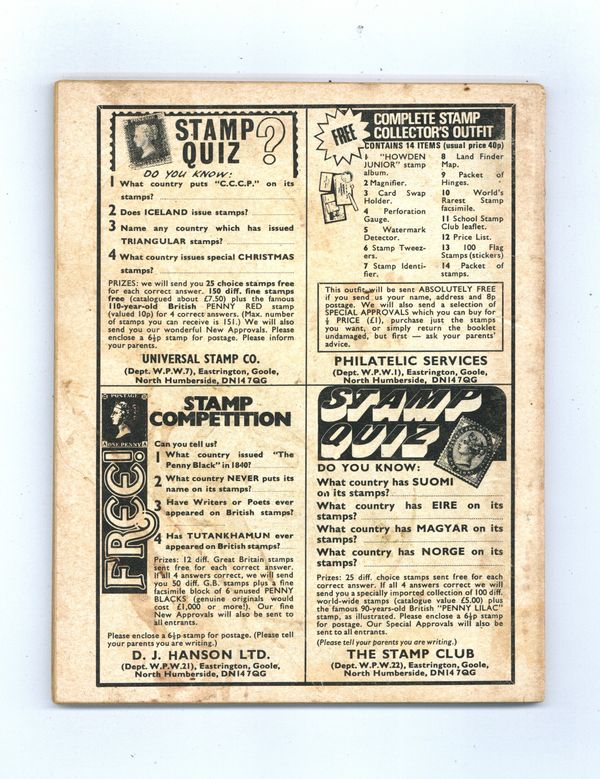 STAMP
QUIZ ?
DO YOU KNOW:
1 What country puts "C.C.C.P." on its
stamps?
2 Does ICELAND issue stamps?
3 Name any country which has issued
TRIANGULAR stamps?
4 What country issues special CHRISTMAS
stamps?
PRIZES: we will send you 25 choice stamps free
for each correct answer. 150 diff. fine stamps
free (catalogued about £7.50) plus the famous
110-year-old British PENNY RED stamp
(valued 10p) for 4 correct answers. (Max. number
of stamps you can receive is 151.) We will also
send you our wonderful New Approvals. Please
enclose a 6½p stamp for postage. Please inform
your parents.
UNIVERSAL STAMP CO.
(Dept. W.P.W.7), Eastrington, Goole,
North Humberside, DN14 7QG
FREE
COMPLETE STAMP
COLLECTOR'S OUTFIT
CONTAINS 14 ITEMS (usual price 40p)
1 "HOWDEN
JUNIOR" stamp
album.
2 Magnifier.
3 Card Swap
Holder.
4 Perforation
Gauge.
5 Watermark
Detector.
6 Stamp Tweez-
ers.
7 Stamp Identi-
fier.
8 Land Finder
Map.
9 Packet of
Hinges.
10 World's
Rarest Stamp
facsimile.
11 School Stamp
Club leaflet.
12 Price List.
13 100 Flag
Stamps (stickers)
14 Packet of
stamps.
This outfit will be sent ABSOLUTELY FREE
if you send us your name, address and 8p
postage. We will also send a selection of
SPECIAL APPROVALS which you can buy for
½ PRICE (£1), purchase just the stamps
you want, or simply return the booklet
undamaged, but first — ask your parents'
advice.
PHILATELIC SERVICES
(Dept. W.P.W.1), Eastrington, Goole,
North Humberside, DN14 7QG
POSTAGE
ONE PENNY
FREE!
STAMP
COMPETITION
Can you tell us?
1 What country issued "The
Penny Black" in 1840?
2 What country NEVER puts its
name on its stamps?
3 Have Writers or Poets ever
appeared on British stamps?
4 Has TUTANKHAMUN ever
appeared on British stamps?
Prizes: 12 diff. Great Britain stamps
sent free for each correct answer.
If all 4 answers correct, we will send
you 50 diff. G.B. stamps plus a fine
facsimile block of 6 unused PENNY
BLACKS (genuine originals would
cost £1,000 or more!). Our fine
New Approvals will also be sent to
all entrants.
Please enclose a 6½p stamp for postage. (Please tell
your parents you are writing.)
D. J. HANSON LTD.
(Dept. W.P.W.21), Eastrington, Goole,
North Humberside, DN14 7QG
STAMP
QUIZ
DO YOU KNOW:
What country has SUOMI
on its stamps?
What country has EIRE on its
stamps?
What country has MAGYAR on its
stamps?
What country has NORGE on its
stamps?
Prizes: 25 diff. choice stamps sent free for each
correct answer. If all 4 answers correct we will
send you a specially imported collection of 100 diff.
world-wide stamps (catalogue value £5.00) plus
the famous 90-year-old British "PENNY LILAC"
stamp, as illustrated. Please enclose a 6½p stamp
for postage. Our Special Approvals will also be
sent to all entrants.
(Please tell your parents you are writing.)
THE STAMP CLUB
(Dept. W.P.W.22), Eastrington, Goole,
North Humberside, DN14 7QG